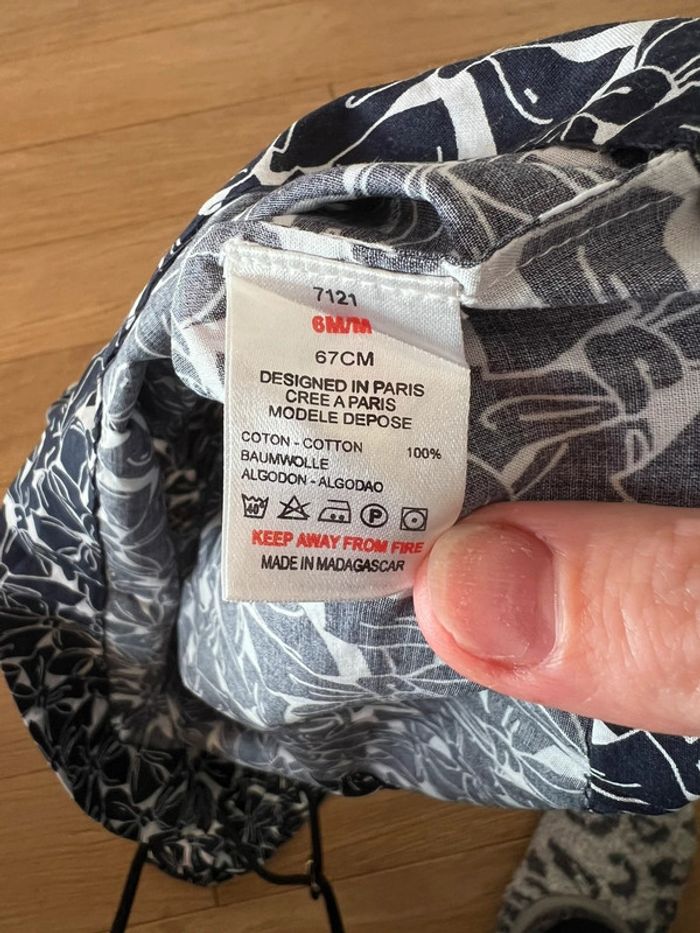 7121
6M/M
67CM
DESIGNED IN PARIS
CREE A PARIS
MODELE DEPOSE
COTON - COTTON 100%
BAUMWOLLE
ALGODON - ALGODAO
40 P
KEEP AWAY FROM FIRE
MADE IN MADAGASCAR